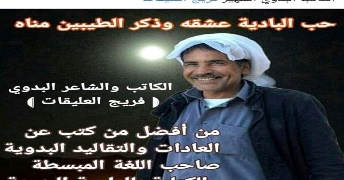 حب البادية عشقه وذكر الطيبين مناه
الكاتب والشاعر البدوي
( فريج العليقات )
من أفضل من كتب عن
العادات والتقاليد البدوية
صاحب اللغة المبسطة